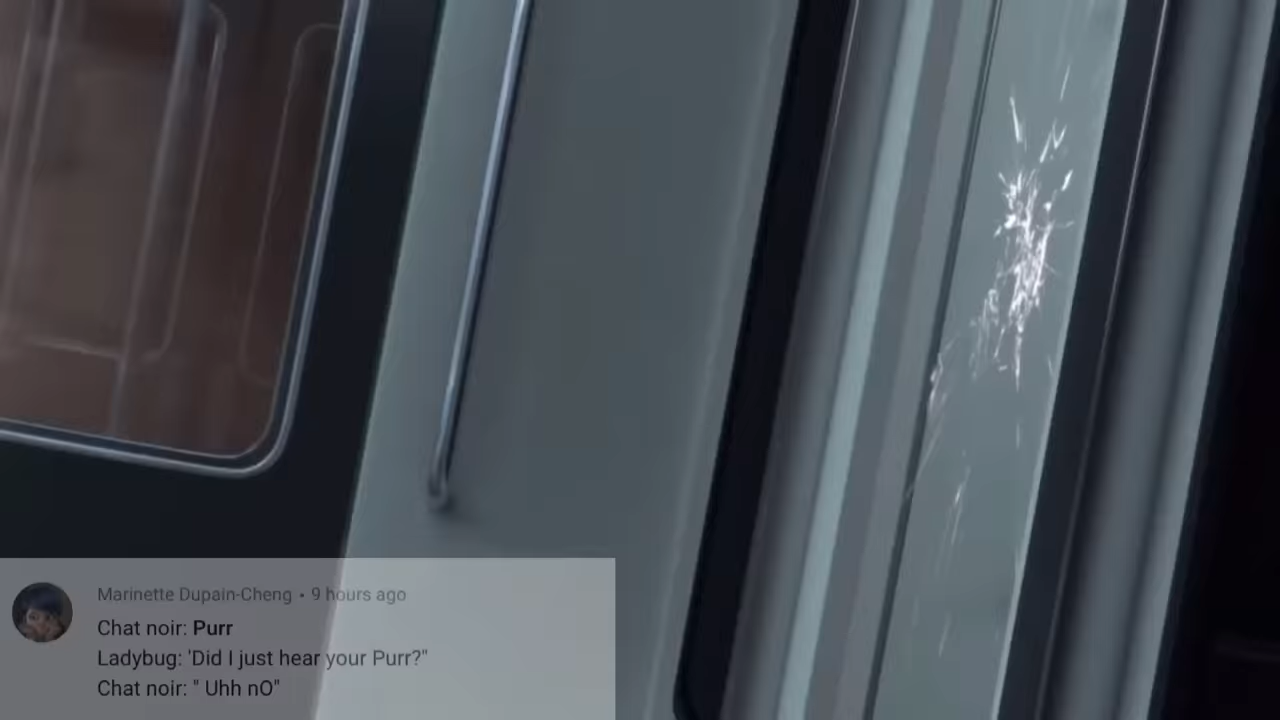 Marinette Dupain-Cheng • 9 hours ago
Chat noir: Purr
Ladybug: 'Did I just hear your Purr?"
Chat noir: " Uhh nO"